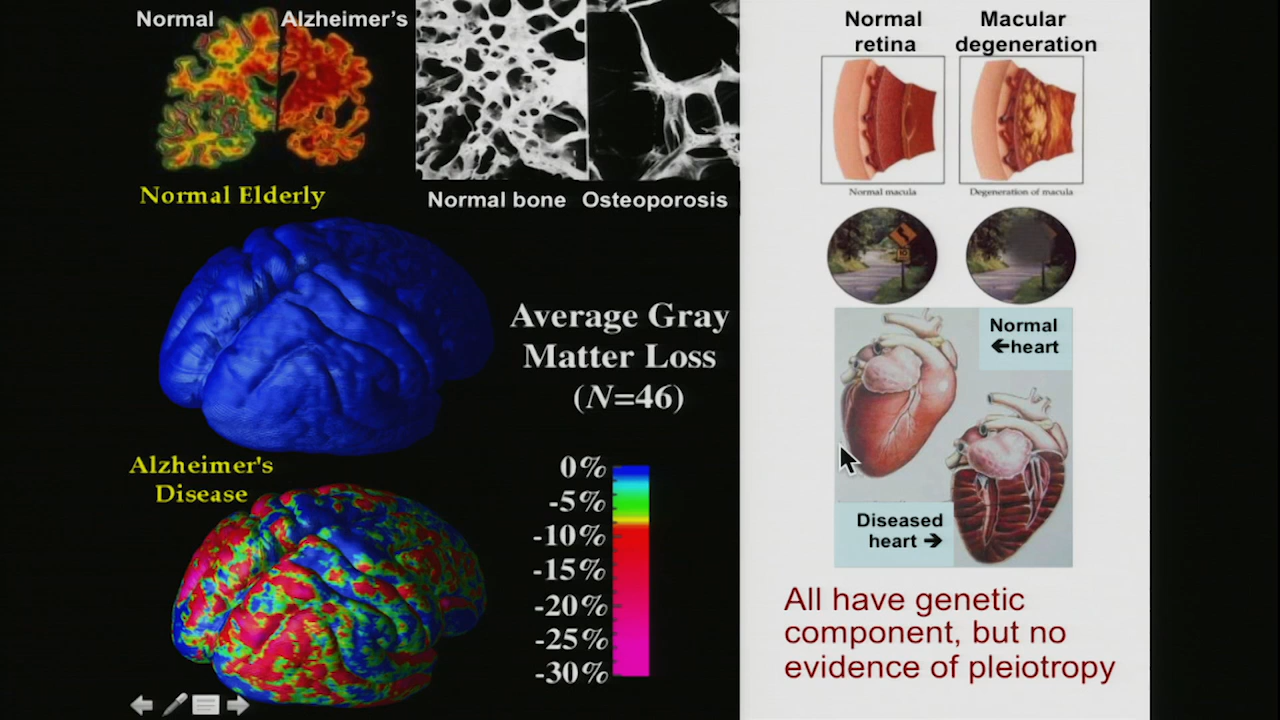 Normal
Alzheimer's
Normal Elderly
Normal bone
Osteoporosis
Average Gray
Matter Loss
(N=46)
Alzheimer's
Disease
0%
-5%
-10%
-15%
-20%
-25%
-30%
Normal
retina
Macular
degeneration
Normal macula
Degeneration of macula
Normal
←heart
Diseased
heart →
All have genetic
component, but no
evidence of pleiotropy